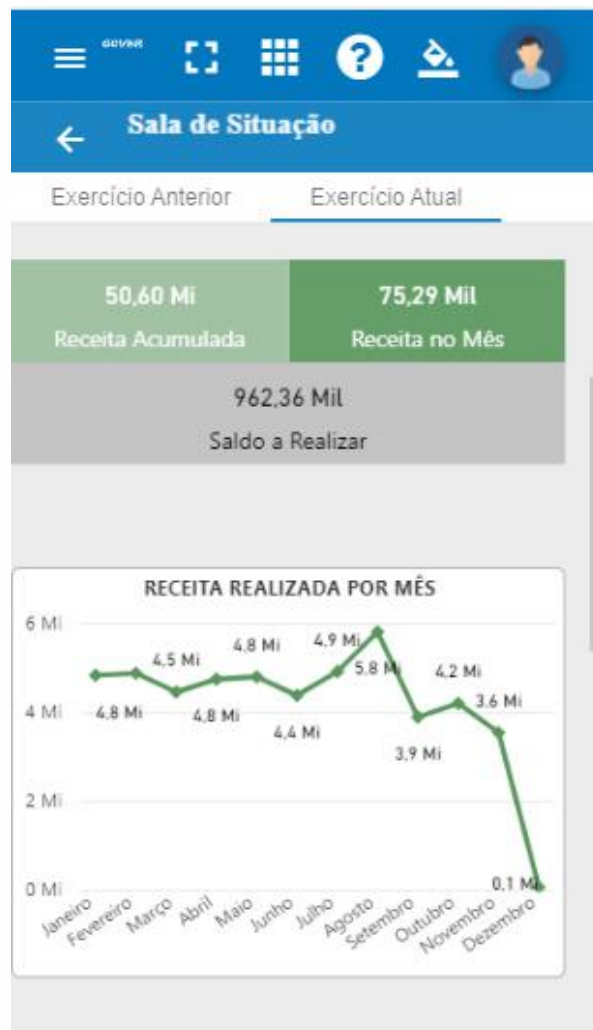 GOVBR
?
Sala de Situação
Exercício Anterior Exercício Atual
50,60 Mi 75,29 Mil
Receita Acumulada Receita no Mês
962,36 Mil
Saldo a Realizar
RECEITA REALIZADA POR MÊS
6 Mi
4 Mi
2 Mi
0 Mi
4,8 Mi
4,5 Mi
4,8 Mi
4,8 Mi
4,4 Mi
4,9 Mi
5,8 Mi
3,9 Mi
4,2 Mi
3,6 Mi
0,1 Mi
Janeiro
Fevereiro
Março
Abril
Maio
Junho
Julho
Agosto
Setembro
Outubro
Novembro
Dezembro